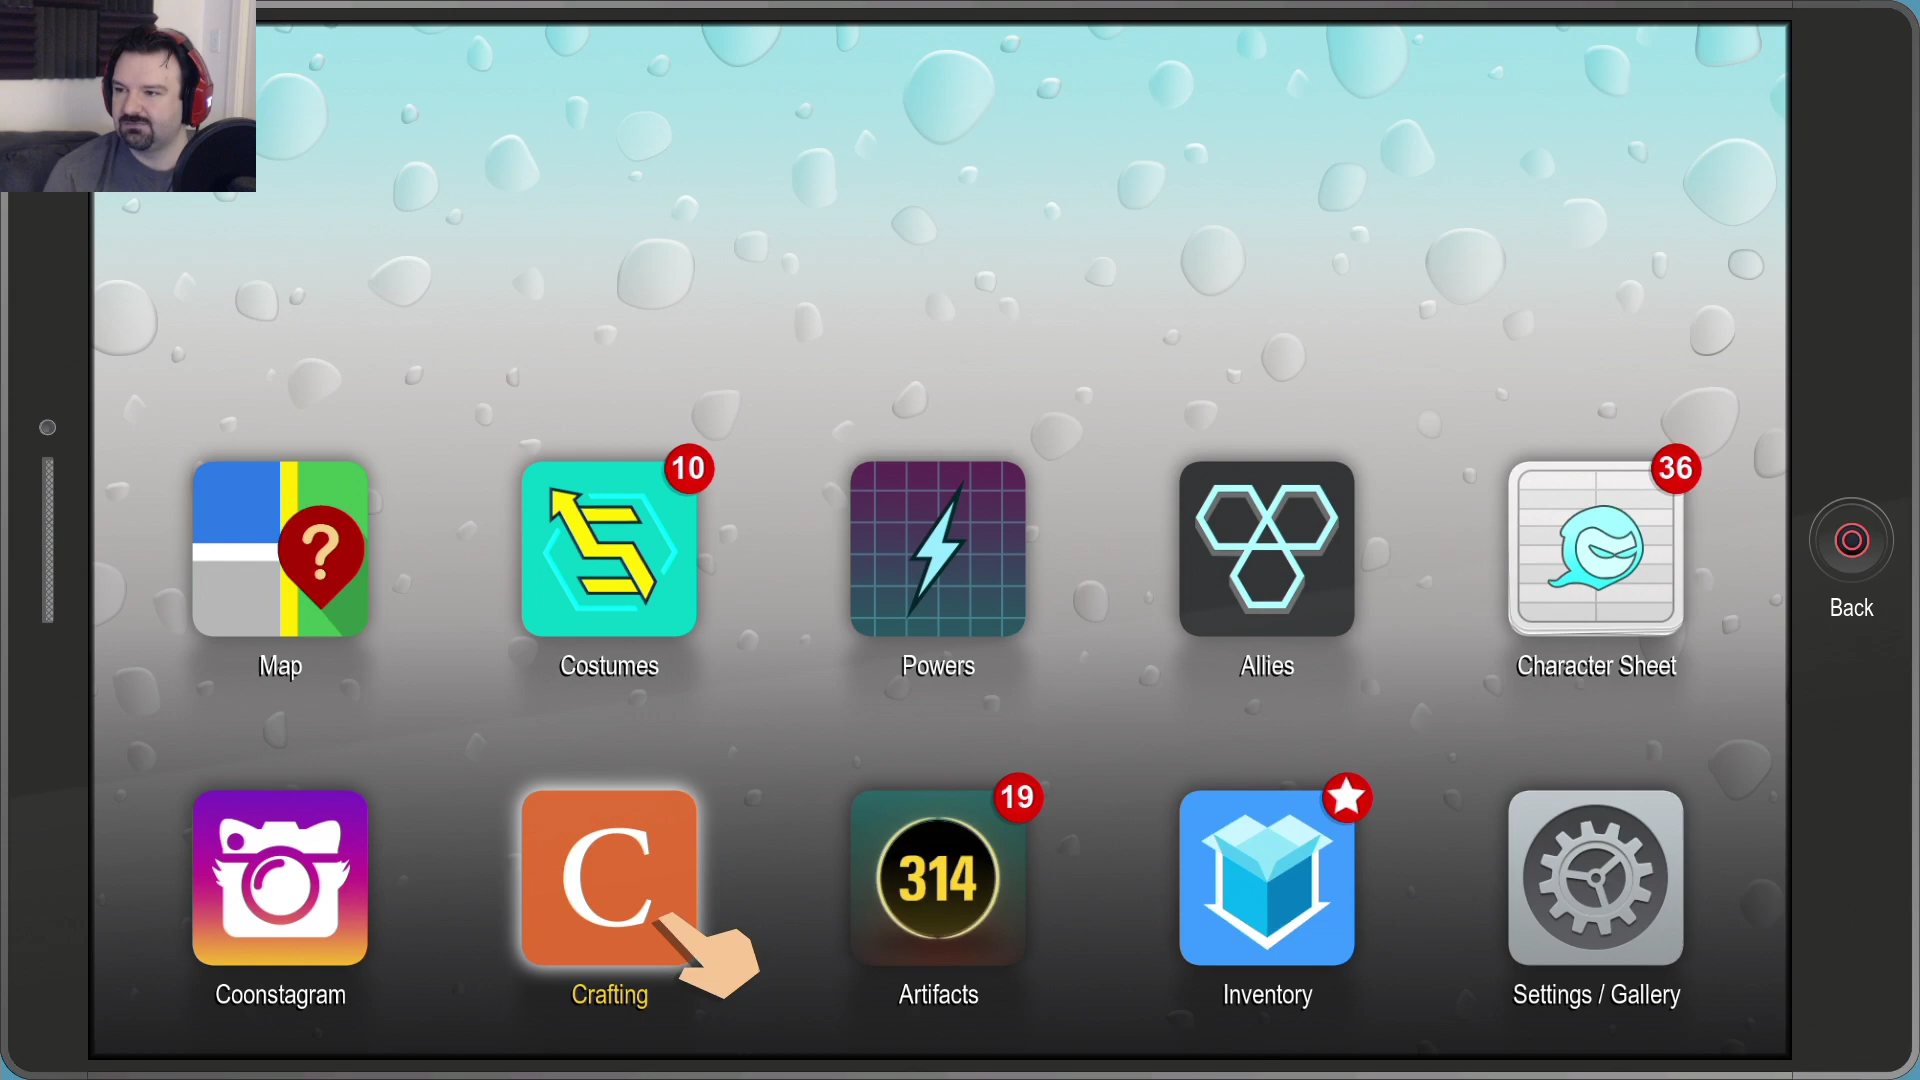 10
36
?
Map
Costumes
Powers
Allies
Character Sheet
Back
C
19
314
Coonstagram
Crafting
Artifacts
Inventory
Settings / Gallery